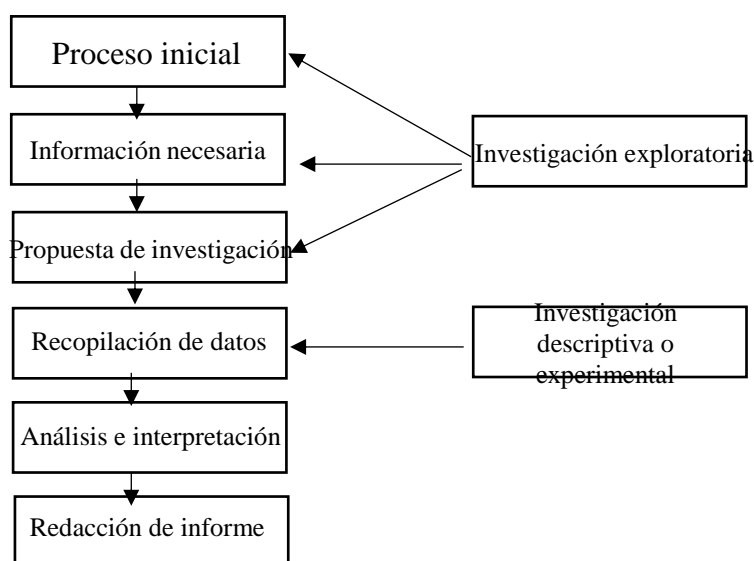 Proceso inicial
Información necesaria
Investigación exploratoria
Propuesta de investigación
Recopilación de datos
Investigación
descriptiva o
experimental
Análisis e interpretación
Redacción de informe